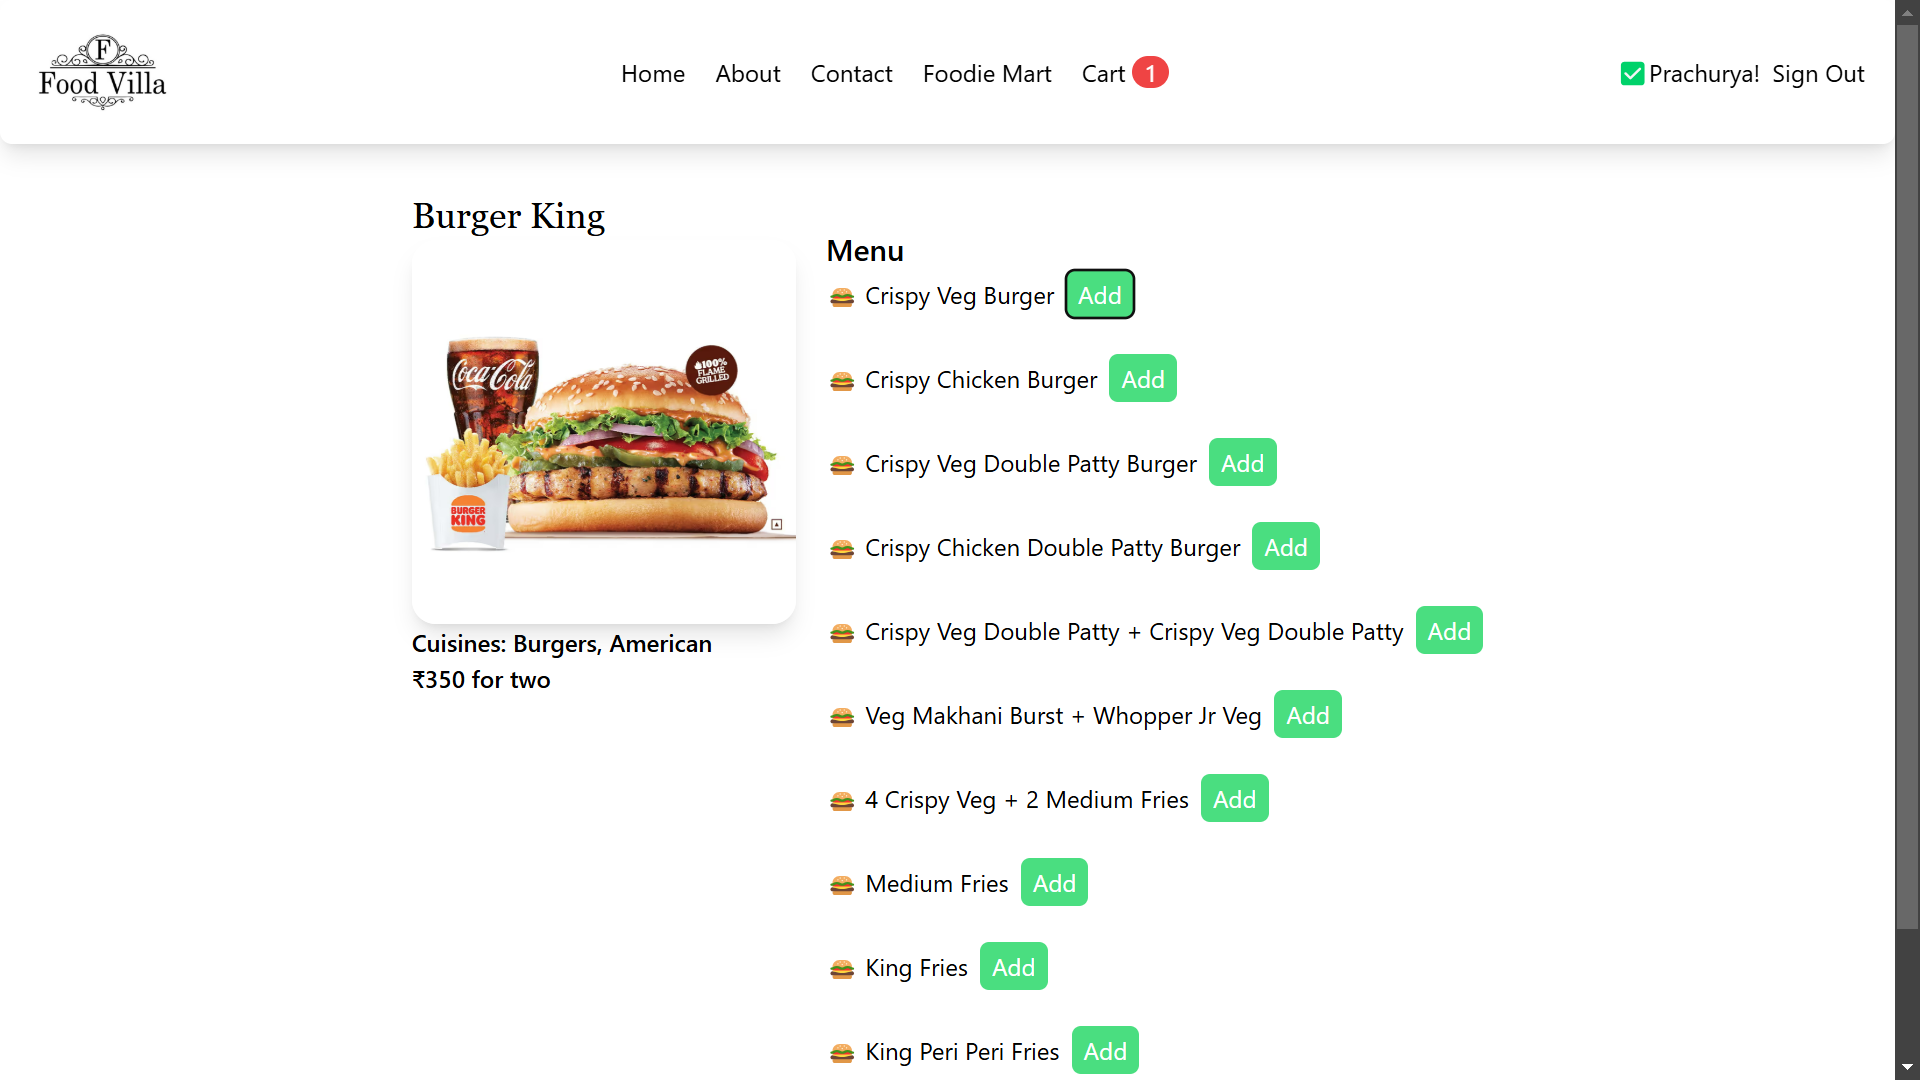 F
Food Villa
Home About Contact Foodie Mart Cart 1
Prachurya! Sign Out
Burger King
Coca-Cola
100%
FLAME
GRILLED
BURGER
KING
Cuisines: Burgers, American
₹350 for two
Menu
Crispy Veg Burger Add
Crispy Chicken Burger Add
Crispy Veg Double Patty Burger Add
Crispy Chicken Double Patty Burger Add
Crispy Veg Double Patty + Crispy Veg Double Patty Add
Veg Makhani Burst + Whopper Jr Veg Add
4 Crispy Veg + 2 Medium Fries Add
Medium Fries Add
King Fries Add
King Peri Peri Fries Add